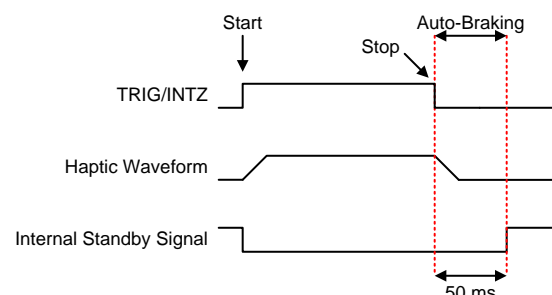 Start
Auto-Braking
Stop
TRIG/INTZ
Haptic Waveform
Internal Standby Signal
50 ms